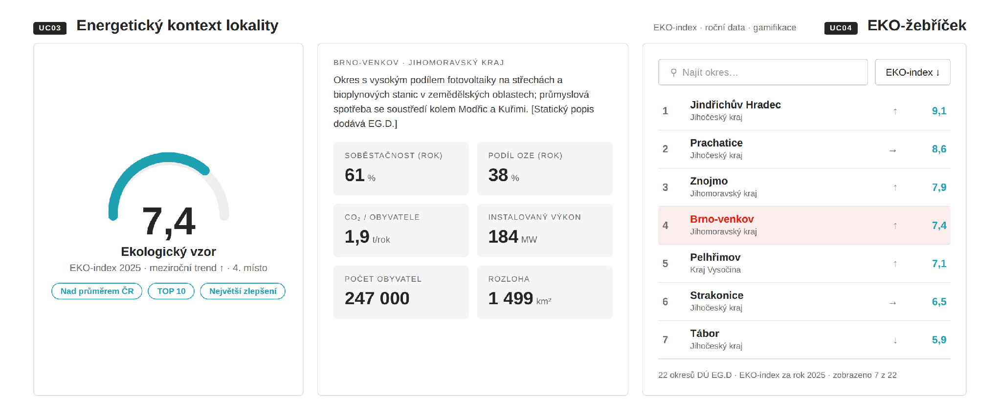 UC03 Energetický kontext lokality
EKO-index · roční data · gamifikace
7,4
Ekologický vzor
EKO-index 2025 · meziroční trend ↑ · 4. místo
Nad průměrem ČR TOP 10 Největší zlepšení
BRNO-VENKOV · JIHOMORAVSKÝ KRAJ
Okres s vysokým podílem fotovoltaiky na střechách a
bioplynových stanic v zemědělských oblastech; průmyslová
spotřeba se soustředí kolem Modřic a Kuřimi. [Statický popis
dodává EG.D.]
SOBĚSTAČNOST (ROK)
61 %
PODÍL OZE (ROK)
38 %
CO₂ / OBYVATELE
1,9 t/rok
INSTALOVANÝ VÝKON
184 MW
POČET OBYVATEL
247 000
ROZLOHA
1 499 km²
UC04 EKO-žebříček
⚲ Najít okres…
EKO-index ↓
1 Jindřichův Hradec ↑ 9,1
Jihočeský kraj
2 Prachatice → 8,6
Jihočeský kraj
3 Znojmo ↑ 7,9
Jihomoravský kraj
4 Brno-venkov ↑ 7,4
Jihomoravský kraj
5 Pelhřimov ↑ 7,1
Kraj Vysočina
6 Strakonice → 6,5
Jihočeský kraj
7 Tábor ↓ 5,9
Jihočeský kraj
22 okresů DÚ EG.D · EKO-index za rok 2025 · zobrazeno 7 z 22